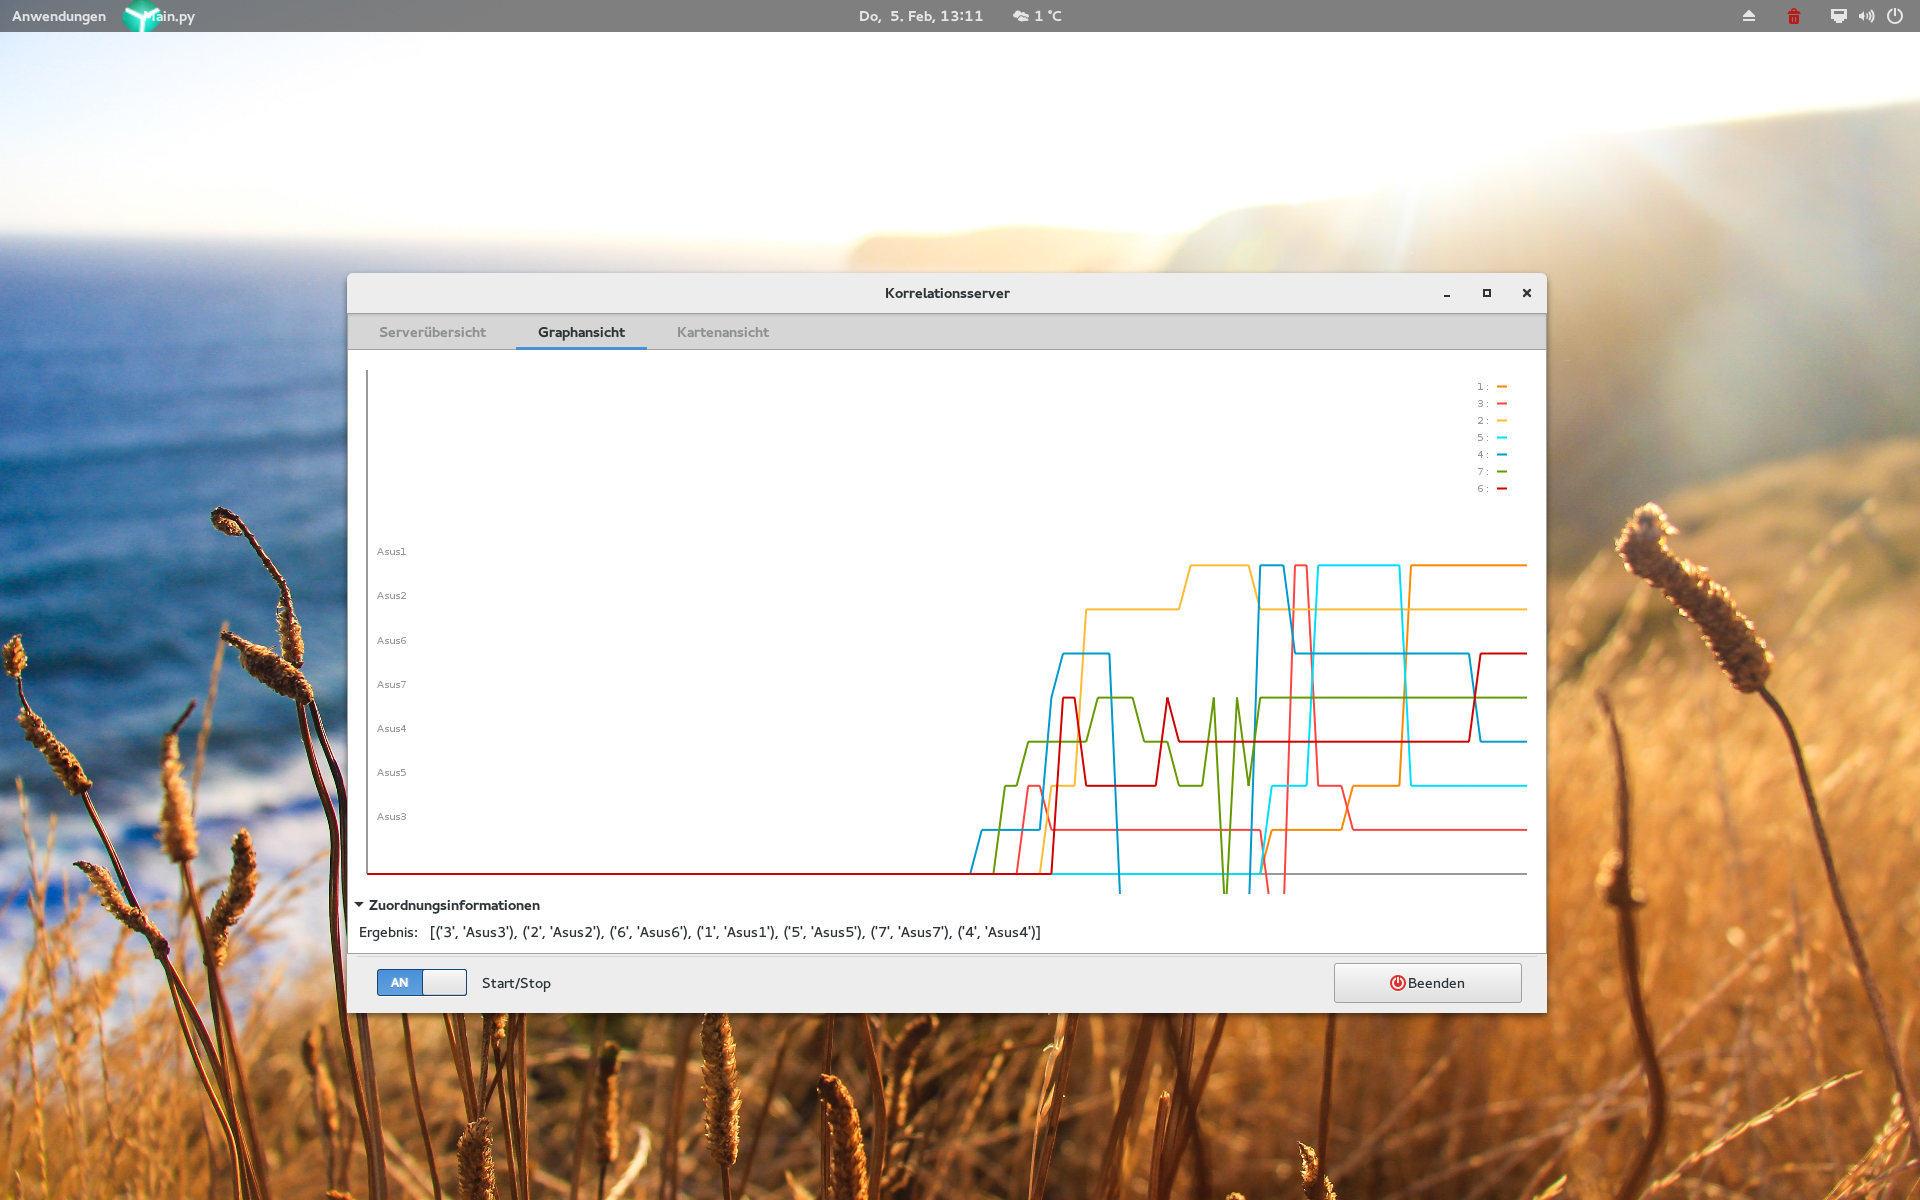 Anwendungen Main.py Do, 5. Feb, 13:11 1 °C
Korrelationsserver
Serverübersicht Graphansicht Kartenansicht
1 :
3 :
2 :
5 :
4 :
7 :
6 :
Asus1
Asus2
Asus6
Asus7
Asus4
Asus5
Asus3
Zuordnungsinformationen
Ergebnis: [('3', 'Asus3'), ('2', 'Asus2'), ('6', 'Asus6'), ('1', 'Asus1'), ('5', 'Asus5'), ('7', 'Asus7'), ('4', 'Asus4')]
AN Start/Stop Beenden